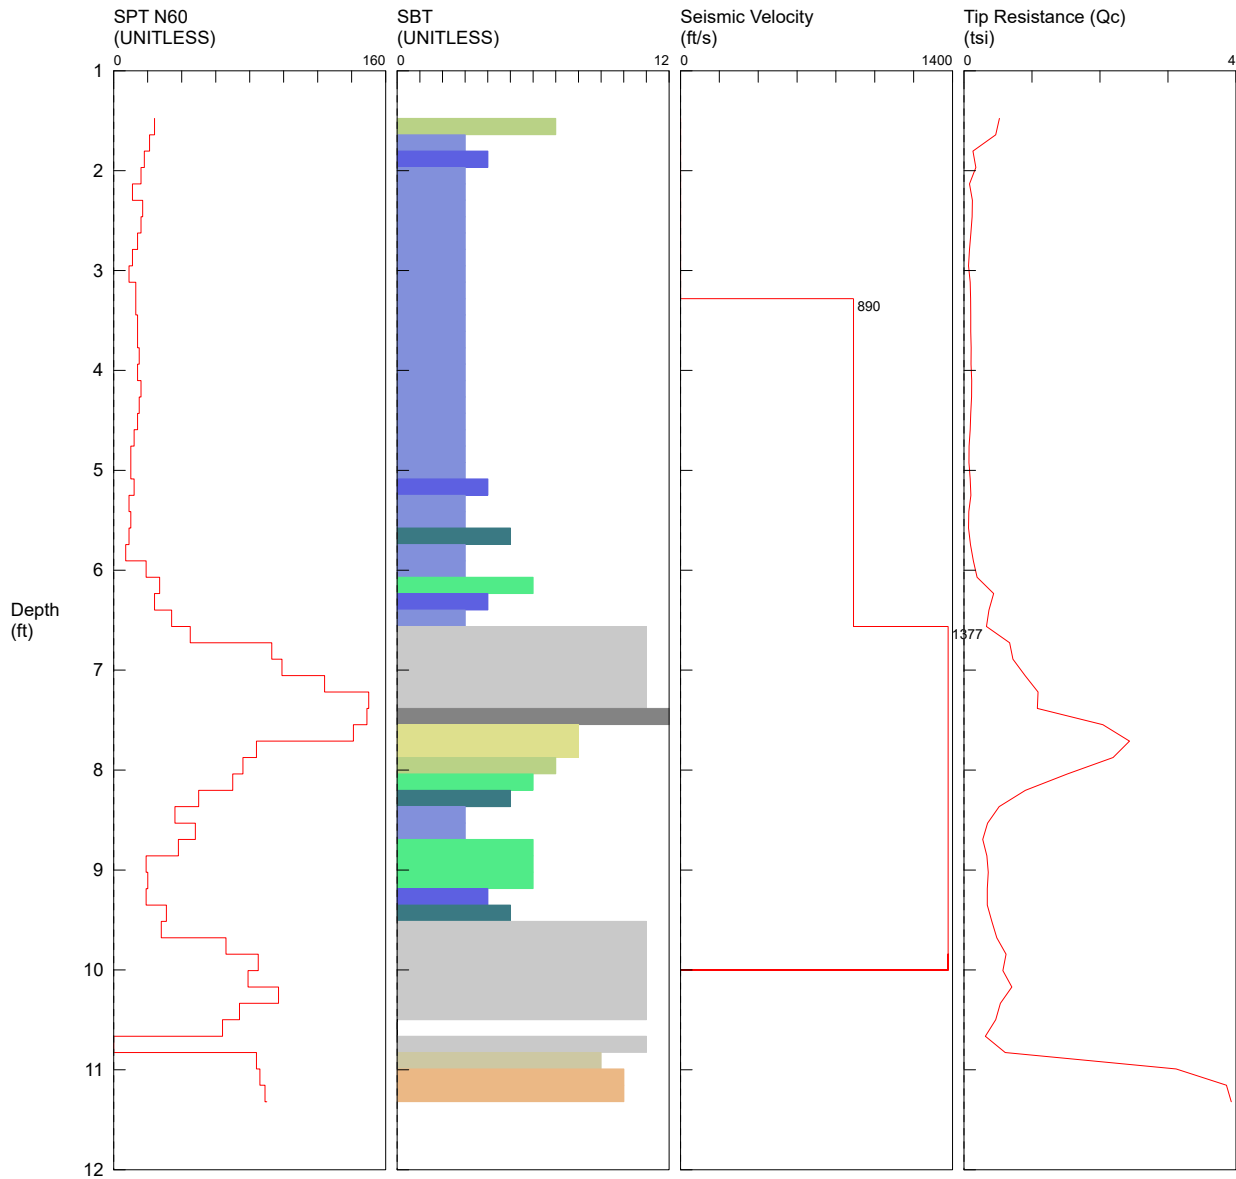 SPT N60
(UNITLESS)
0 160
SBT
(UNITLESS)
0 12
Seismic Velocity
(ft/s)
0 1400
Tip Resistance (Qc)
(tsi)
0 4
1
2
3
890
4
5
6
Depth
(ft)
1377
7
8
9
10
11
12